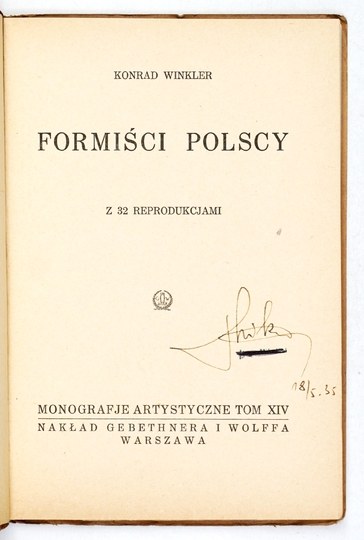 KONRAD WINKLER
FORMIŚCI POLSCY
Z 32 REPRODUKCJAMI
18/5. 35
MONOGRAFJE ARTYSTYCZNE TOM XIV
NAKŁAD GEBETHNERA I WOLFFA
WARSZAWA